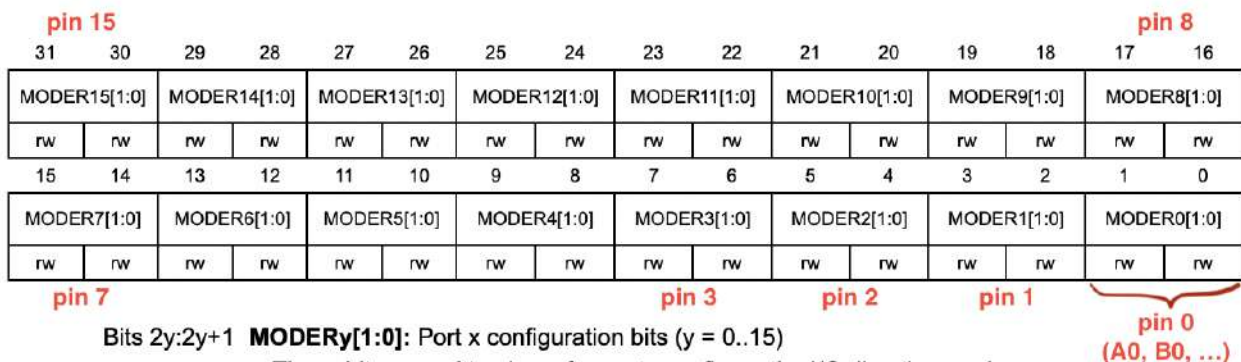 pin 15 pin 8
31 30 29 28 27 26 25 24 23 22 21 20 19 18 17 16
MODER15[1:0] MODER14[1:0] MODER13[1:0] MODER12[1:0] MODER11[1:0] MODER10[1:0] MODER9[1:0] MODER8[1:0]
rw rw rw rw rw rw rw rw rw rw rw rw rw rw rw rw
15 14 13 12 11 10 9 8 7 6 5 4 3 2 1 0
MODER7[1:0] MODER6[1:0] MODER5[1:0] MODER4[1:0] MODER3[1:0] MODER2[1:0] MODER1[1:0] MODER0[1:0]
rw rw rw rw rw rw rw rw rw rw rw rw rw rw rw rw
pin 7 pin 3 pin 2 pin 1
pin 0
Bits 2y:2y+1 MODERy[1:0]: Port x configuration bits (y = 0..15)
(A0, B0, ...)